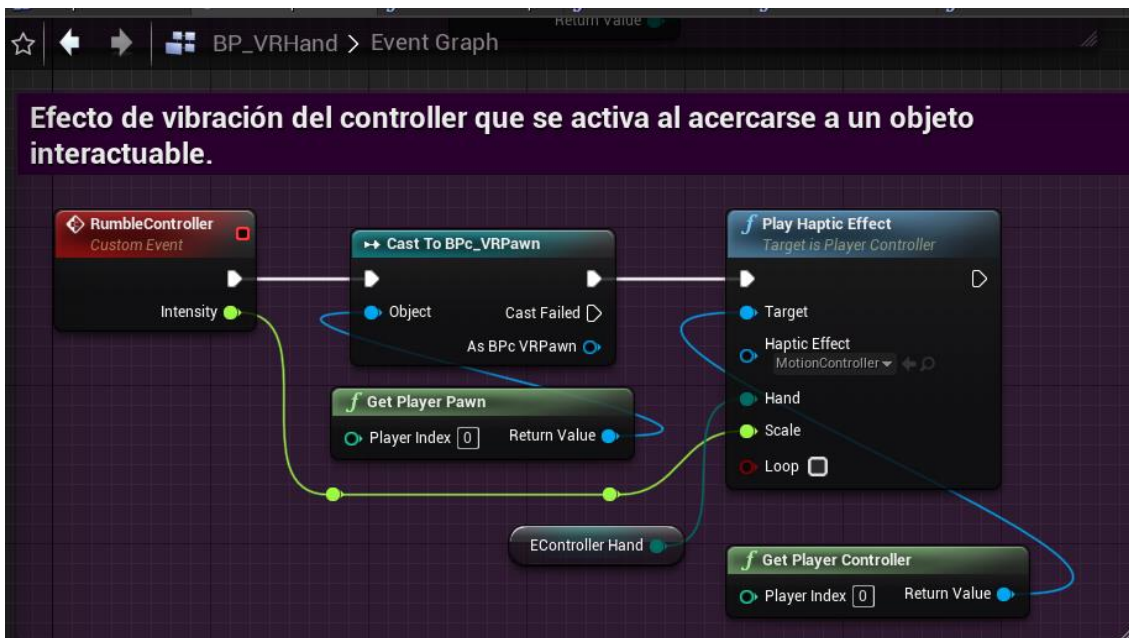 Return Value
BP_VRHand > Event Graph
Efecto de vibración del controller que se activa al acercarse a un objeto
interactuable.
RumbleController
Custom Event
Intensity
Cast To BPc_VRPawn
Object
Cast Failed
As BPc VRPawn
Get Player Pawn
Player Index 0
Return Value
Play Haptic Effect
Target is Player Controller
Target
Haptic Effect
MotionController
Hand
Scale
Loop
EController Hand
Get Player Controller
Player Index 0
Return Value